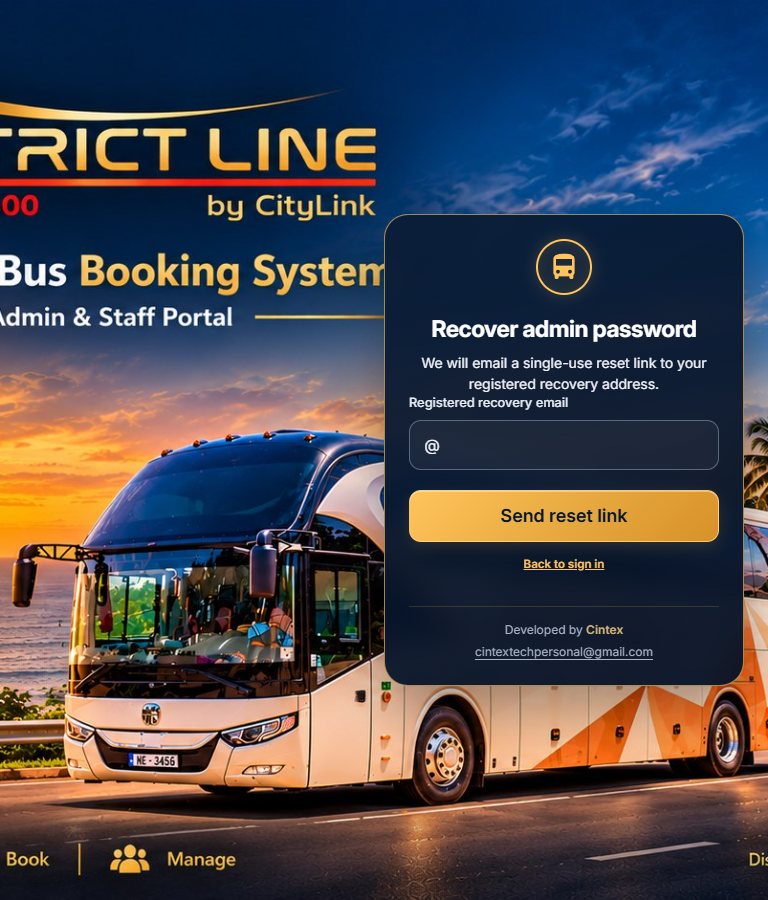 TRICT LINE
00
by CityLink
Bus Booking System
Admin & Staff Portal
Recover admin password
We will email a single-use reset link to your
registered recovery address.
Registered recovery email
@
Send reset link
Back to sign in
Developed by Cintex
cintextechpersonal@gmail.com
NE-3456
Book
Manage
Dis